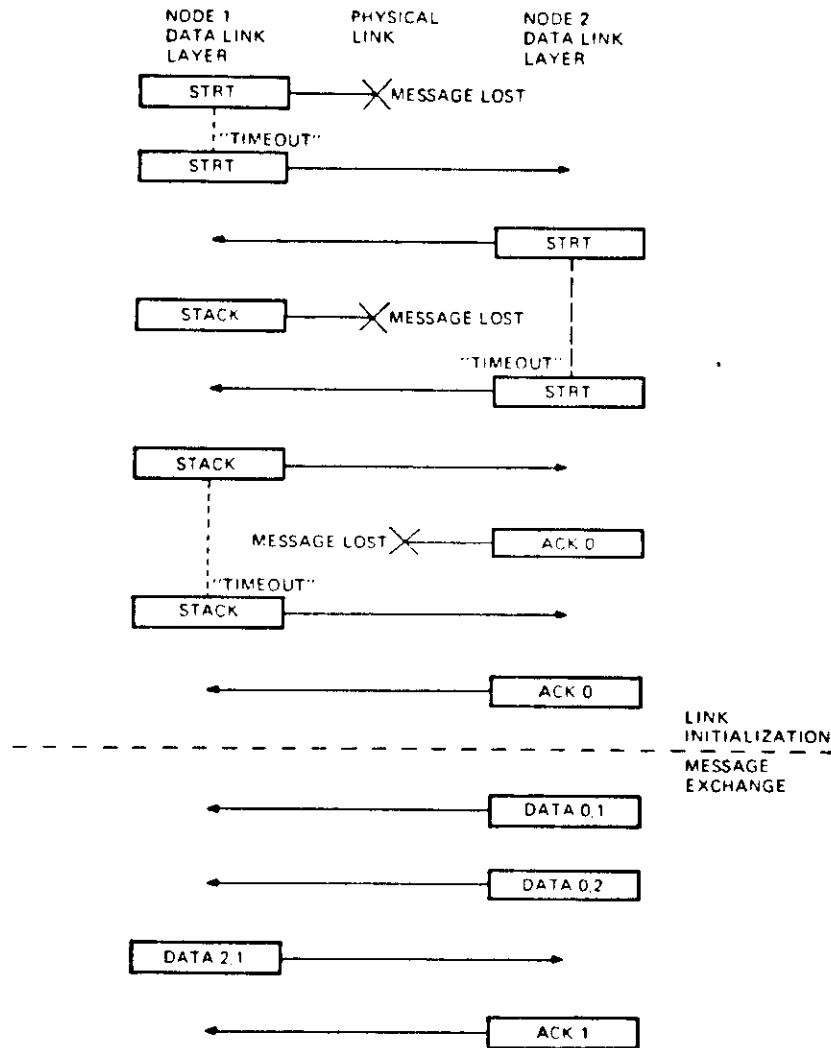 NODE 1
DATA LINK
LAYER
PHYSICAL
LINK
NODE 2
DATA LINK
LAYER
STRT
MESSAGE LOST
"TIMEOUT"
STRT
STRT
STACK
MESSAGE LOST
"TIMEOUT"
STRT
STACK
MESSAGE LOST
ACK 0
"TIMEOUT"
STACK
ACK 0
LINK
INITIALIZATION
MESSAGE
EXCHANGE
DATA 0,1
DATA 0,2
DATA 2,1
ACK 1